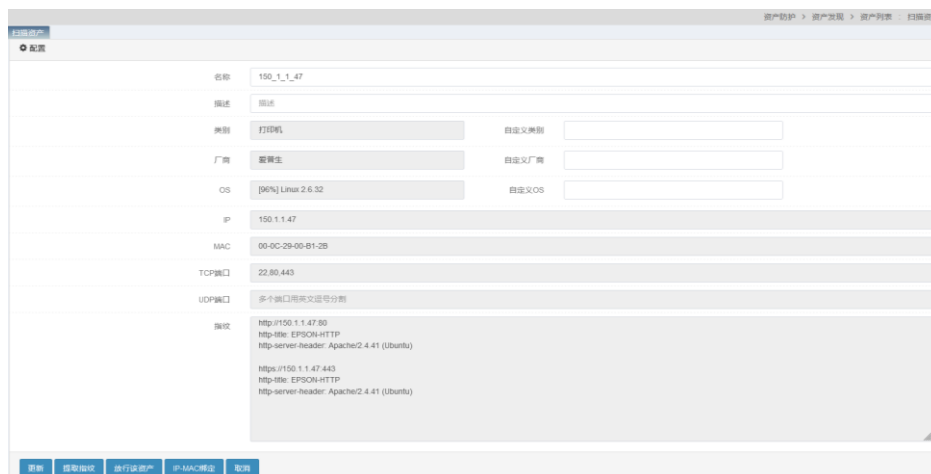 资产防护 > 资产发现 > 资产列表 : 扫描资
扫描资产
配置
名称 150_1_1_47
描述 描述
类别 打印机 自定义类别
厂商 爱普生 自定义厂商
OS [96%] Linux 2.6.32 自定义OS
IP 150.1.1.47
MAC 00-0C-29-00-B1-2B
TCP端口 22,80,443
UDP端口 多个端口用英文逗号分割
指纹 http://150.1.1.47:80
http-title: EPSON-HTTP
http-server-header: Apache/2.4.41 (Ubuntu)
https://150.1.1.47:443
http-title: EPSON-HTTP
http-server-header: Apache/2.4.41 (Ubuntu)
更新 提取指纹 放行该资产 IP-MAC绑定 取消